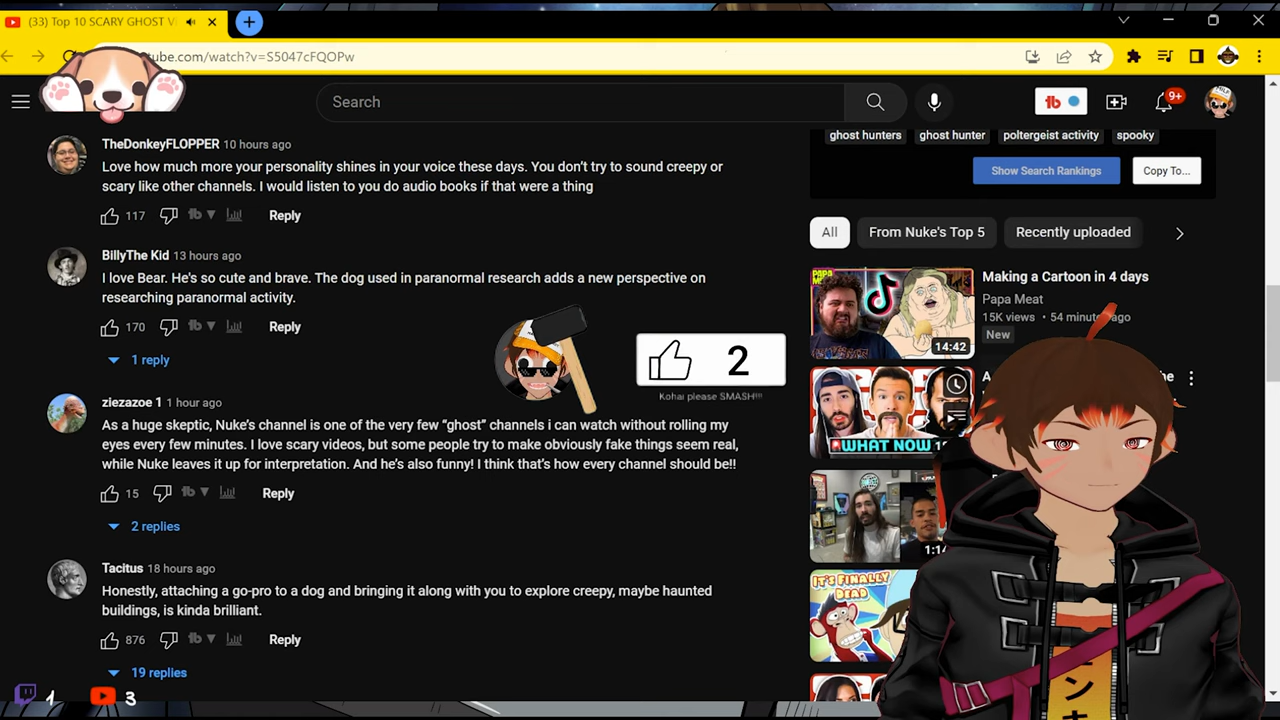 (33) Top 10 SCARY GHOST Vi
tube.com/watch?v=S5047cFQOPw
Search
9+
TheDonkeyFLOPPER 10 hours ago
Love how much more your personality shines in your voice these days. You don't try to sound creepy or
scary like other channels. I would listen to you do audio books if that were a thing
117 Reply
BillyThe Kid 13 hours ago
I love Bear. He's so cute and brave. The dog used in paranormal research adds a new perspective on
researching paranormal activity.
170 Reply
1 reply
2
Kohai please SMASH!!!
ziezazoe 1 1 hour ago
As a huge skeptic, Nuke's channel is one of the very few “ghost” channels i can watch without rolling my
eyes every few minutes. I love scary videos, but some people try to make obviously fake things seem real,
while Nuke leaves it up for interpretation. And he's also funny! I think that's how every channel should be!!
15 Reply
2 replies
Tacitus 18 hours ago
Honestly, attaching a go-pro to a dog and bringing it along with you to explore creepy, maybe haunted
buildings, is kinda brilliant.
876 Reply
19 replies
1 3
ghost hunters ghost hunter poltergeist activity spooky
Show Search Rankings Copy To...
All From Nuke's Top 5 Recently uploaded
PAPA
14:42
Making a Cartoon in 4 days
Papa Meat
15K views • 54 minutes ago
New
WHAT NOW
1:14
IT'S FINALLY
DEAD
ンキ